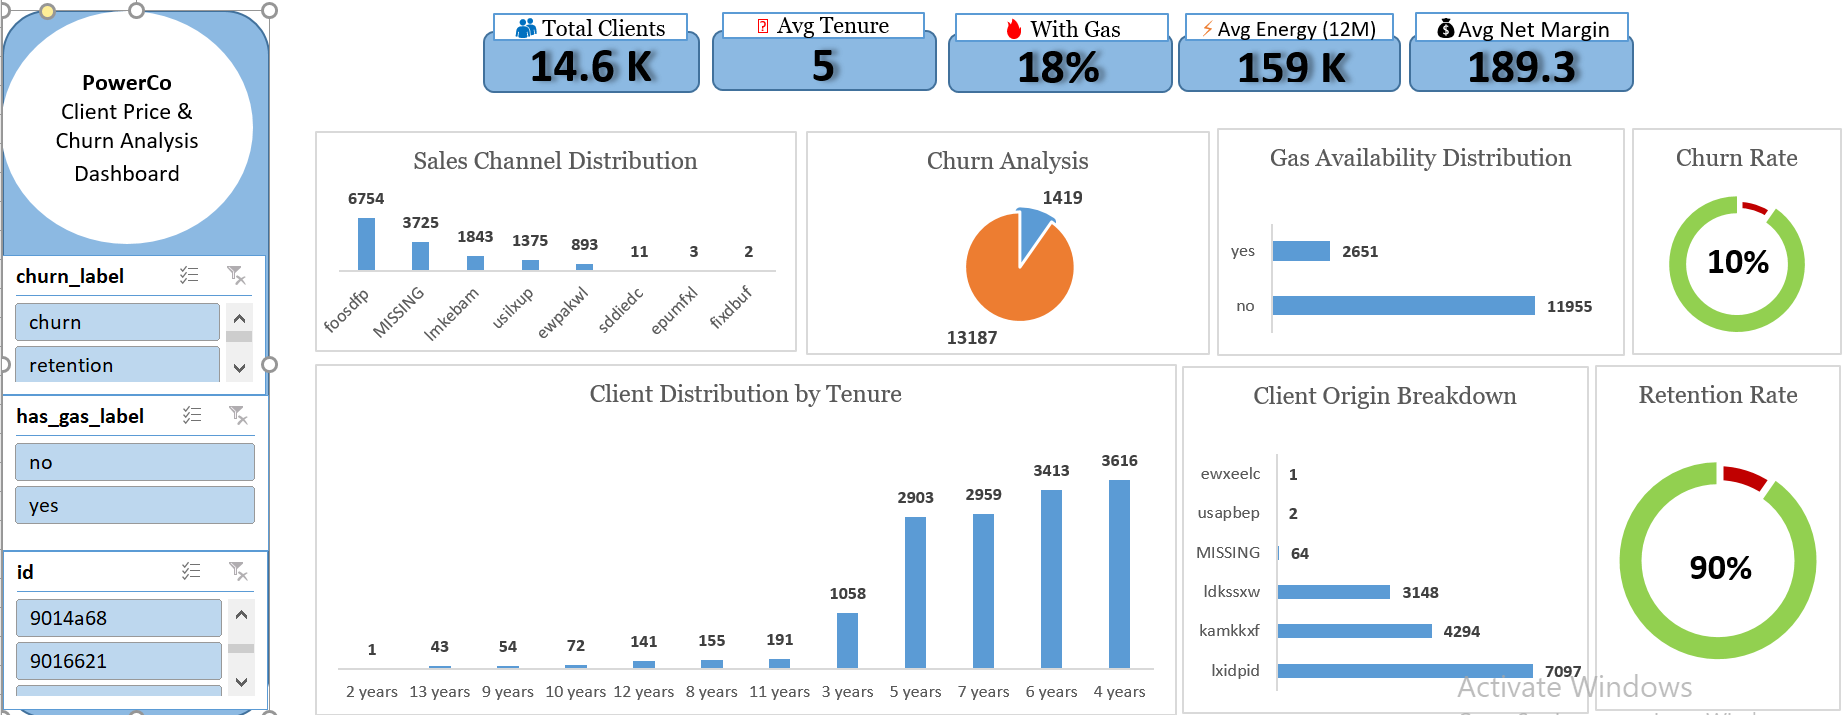 PowerCo
Client Price &
Churn Analysis
Dashboard
churn_label
churn
retention
has_gas_label
no
yes
id
9014a68
9016621
Total Clients
14.6 K
Avg Tenure
5
With Gas
18%
Avg Energy (12M)
159 K
Avg Net Margin
189.3
Sales Channel Distribution
6754
3725
1843
1375
893
11
3
2
foosdfp
MISSING
lmkebam
usilxup
ewpakwl
sddiedc
epumfxl
fixdbuf
Churn Analysis
1419
13187
Gas Availability Distribution
yes 2651
no 11955
Churn Rate
10%
Client Distribution by Tenure
1
43
54
72
141
155
191
1058
2903
2959
3413
3616
2 years 13 years 9 years 10 years 12 years 8 years 11 years 3 years 5 years 7 years 6 years 4 years
Client Origin Breakdown
ewxeelc 1
usapbep 2
MISSING 64
ldkssxw 3148
kamkkxf 4294
lxidpid 7097
Retention Rate
90%
Activate Windows